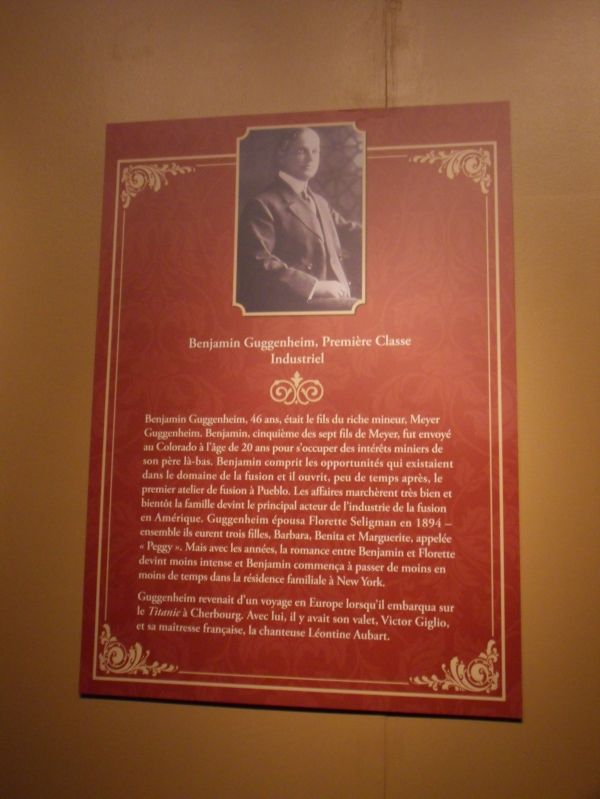 Benjamin Guggenheim, Première Classe
Industriel
Benjamin Guggenheim, 46 ans, était le fils du riche mineur, Meyer
Guggenheim. Benjamin, cinquième des sept fils de Meyer, fut envoyé
au Colorado à l'âge de 20 ans pour s'occuper des intérêts miniers de
son père là-bas. Benjamin comprit les opportunités qui existaient
dans le domaine de la fusion et il ouvrit, peu de temps après, le
premier atelier de fusion à Pueblo. Les affaires marchèrent très bien et
bientôt la famille devint le principal acteur de l'industrie de la fusion
en Amérique. Guggenheim épousa Florette Seligman en 1894 –
ensemble ils eurent trois filles, Barbara, Benita et Marguerite, appelée
« Peggy ». Mais avec les années, la romance entre Benjamin et Florette
devint moins intense et Benjamin commença à passer de moins en
moins de temps dans la résidence familiale à New York.
Guggenheim revenait d'un voyage en Europe lorsqu'il embarqua sur
le Titanic à Cherbourg. Avec lui, il y avait son valet, Victor Giglio,
et sa maîtresse française, la chanteuse Léontine Aubart.